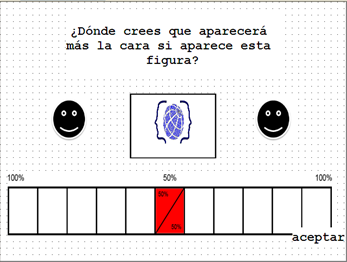 ¿Dónde crees que aparecerá
más la cara si aparece esta
figura?
100% 50% 100%
50%
50%
aceptar